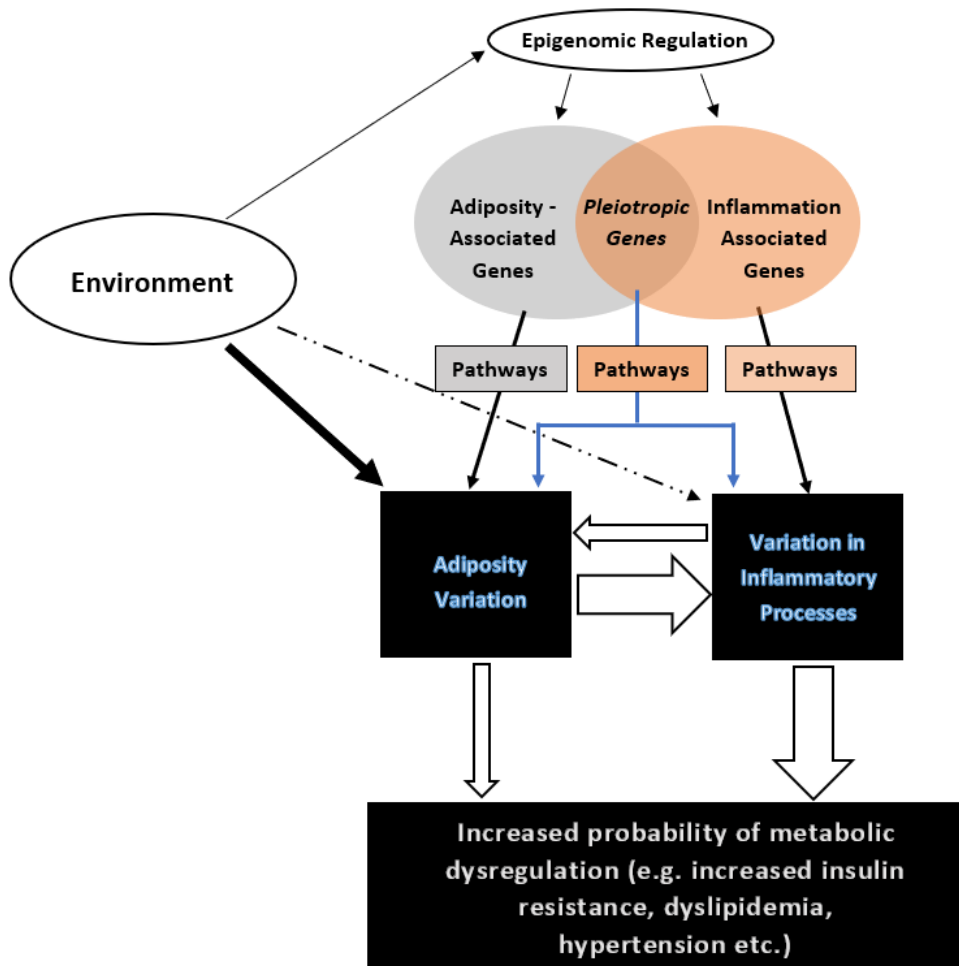 Epigenomic Regulation
Adiposity -
Associated
Genes
Pleiotropic
Genes
Inflammation
Associated
Genes
Environment
Pathways
Pathways
Pathways
Adiposity
Variation
Variation in
Inflammatory
Processes
Increased probability of metabolic
dysregulation (e.g. increased insulin
resistance, dyslipidemia,
hypertension etc.)